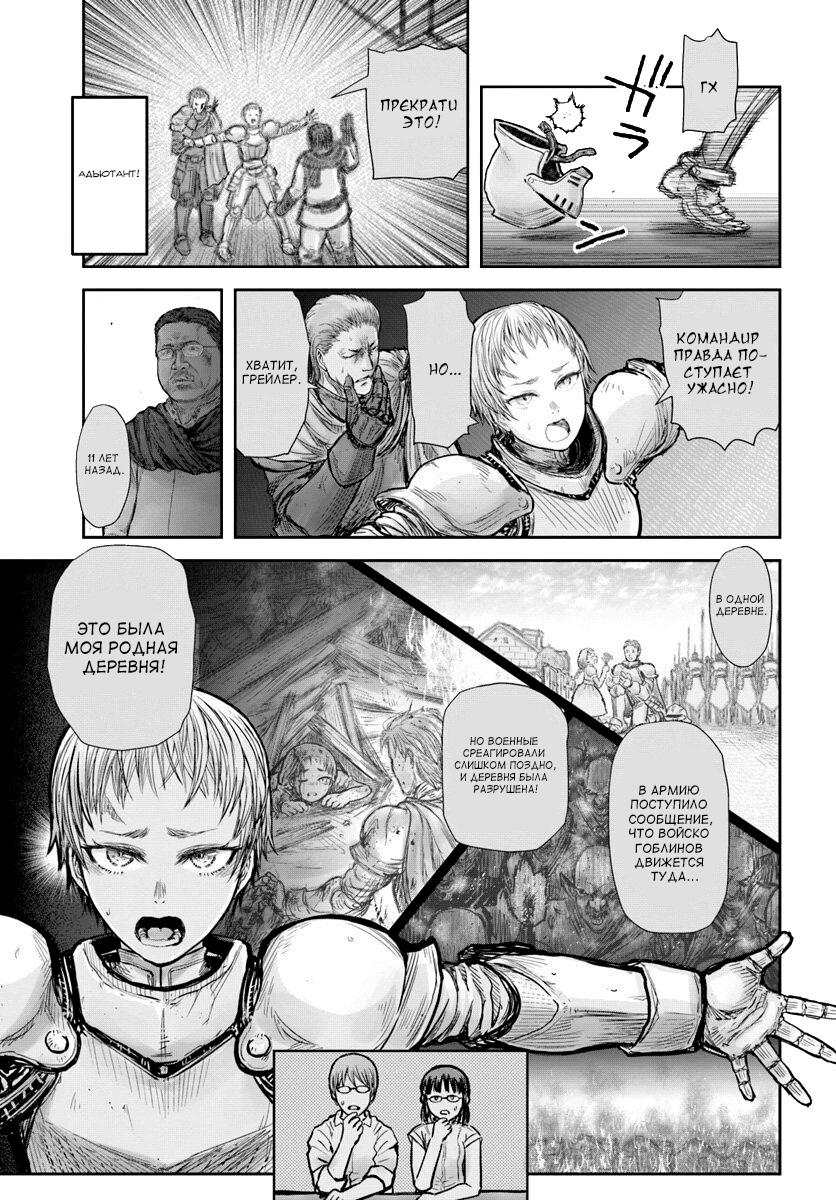 ГХ
ПРЕКРАТИ
ЭТО!
АДЬЮТАНТ!
КОМАНДИР
ПРАВДА ПО-
СТУПАЕТ
УЖАСНО!
НО...
ХВАТИТ,
ГРЕЙЛЕР.
11 ЛЕТ
НАЗАД.
В ОДНОЙ
ДЕРЕВНЕ.
В АРМИЮ
ПОСТУПИЛО
СООБЩЕНИЕ,
ЧТО ВОЙСКО
ГОБЛИНОВ
ДВИЖЕТСЯ
ТУДА...
НО ВОЕННЫЕ
СРЕАГИРОВАЛИ
СЛИШКОМ ПОЗДНО,
И ДЕРЕВНЯ БЫЛА
РАЗРУШЕНА!
ЭТО БЫЛА
МОЯ РОДНАЯ
ДЕРЕВНЯ!